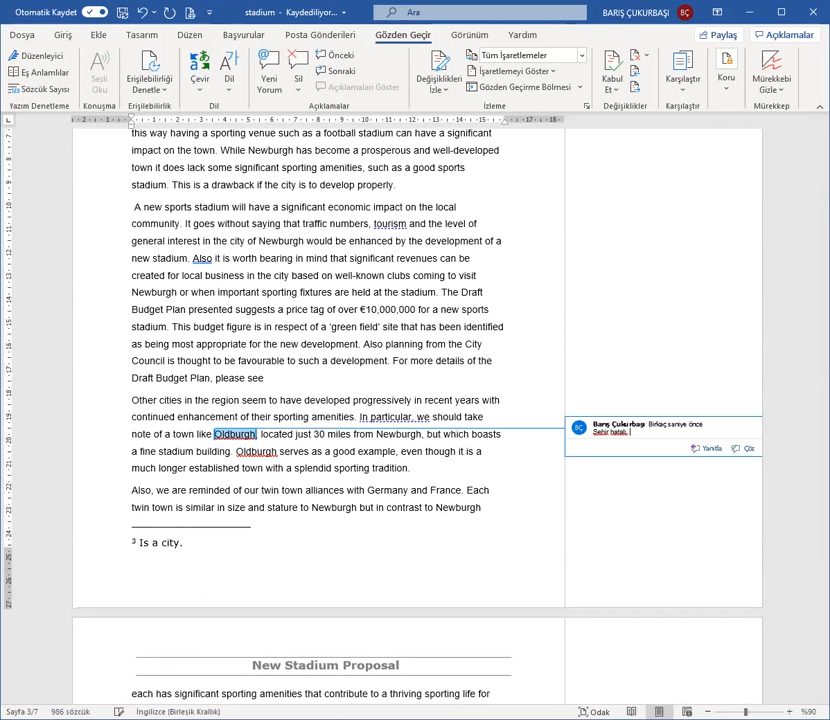 Otomatik Kaydet
stadium - Kaydediliyor...
Ara
BARIŞ ÇUKURBAŞI BÇ
Dosya Giriş Ekle Tasarım Düzen Başvurular Posta Gönderileri Gözden Geçir Görünüm Yardım Paylaş Açıklamalar
Düzenleyici
Eş Anlamlılar
Sözcük Sayısı
Yazım Denetleme
Sesli Oku
Konuşma
Erişilebilirliği Denetle
Erişilebilirlik
Çevir
Dil
Dil
Yeni Yorum
Sil
Önceki
Sonraki
Açıklamaları Göster
Açıklamalar
Değişiklikleri İzle
Tüm İşaretlemeler
İşaretlemeyi Göster
Gözden Geçirme Bölmesi
İzleme
Kabul Et
Değişiklikler
Karşılaştır
Karşılaştır
Koru
Mürekkebi Gizle
Mürekkep
this way having a sporting venue such as a football stadium can have a significant
impact on the town. While Newburgh has become a prosperous and well-developed
town it does lack some significant sporting amenities, such as a good sports
stadium. This is a drawback if the city is to develop properly.
A new sports stadium will have a significant economic impact on the local
community. It goes without saying that traffic numbers, tourism and the level of
general interest in the city of Newburgh would be enhanced by the development of a
new stadium. Also it is worth bearing in mind that significant revenues can be
created for local business in the city based on well-known clubs coming to visit
Newburgh or when important sporting fixtures are held at the stadium. The Draft
Budget Plan presented suggests a price tag of over €10,000,000 for a new sports
stadium. This budget figure is in respect of a ‘green field’ site that has been identified
as being most appropriate for the new development. Also planning from the City
Council is thought to be favourable to such a development. For more details of the
Draft Budget Plan, please see
Other cities in the region seem to have developed progressively in recent years with
continued enhancement of their sporting amenities. In particular, we should take
note of a town like Oldburgh, located just 30 miles from Newburgh, but which boasts
a fine stadium building. Oldburgh serves as a good example, even though it is a
much longer established town with a splendid sporting tradition.
Also, we are reminded of our twin town alliances with Germany and France. Each
twin town is similar in size and stature to Newburgh but in contrast to Newburgh
3 Is a city.
BÇ Barış Çukurbaşı Birkaç saniye önce
Şehir hatalı.
Yanıtla Çöz
New Stadium Proposal
each has significant sporting amenities that contribute to a thriving sporting life for
Sayfa 3/7 986 sözcük İngilizce (Birleşik Krallık) Odak %90